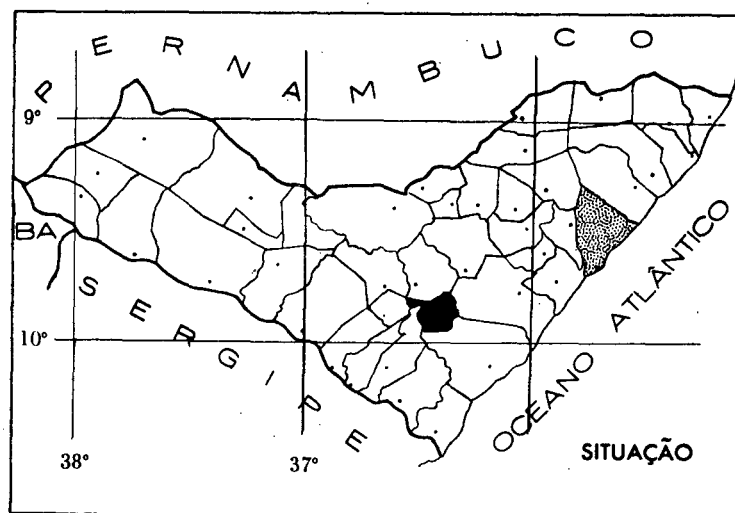 PERNAMBUCO
9°
BA
SERGIPE
OCEANO ATLÂNTICO
10°
38°
37°
SITUAÇÃO